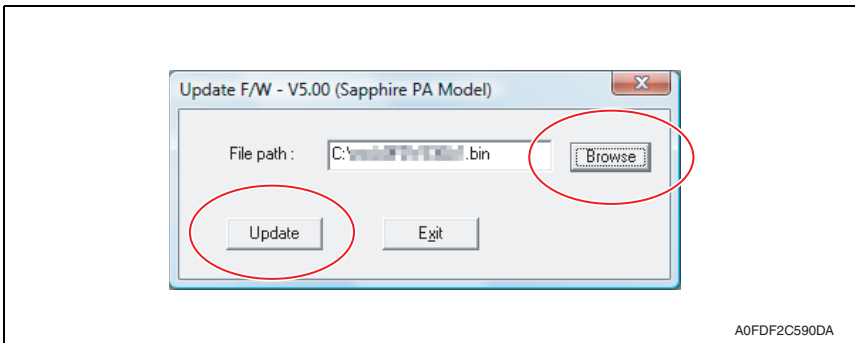 Update F/W - V5.00 (Sapphire PA Model)
File path : C:\ .bin Browse
Update Exit
A0FDF2C590DA